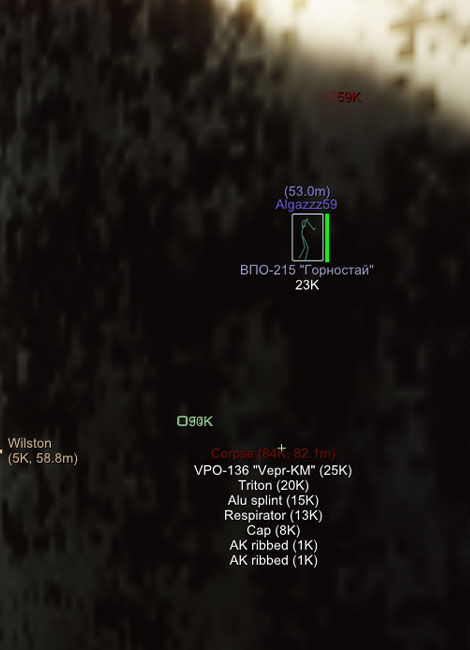 59K
(53.0m)
Algazzz59
ВПО-215 "Горностай"
23K
Wilston
(5K, 58.8m)
Corpse (84K, 82.1m)
VPO-136 "Vepr-KM" (25K)
Triton (20K)
Alu splint (15K)
Respirator (13K)
Cap (8K)
AK ribbed (1K)
AK ribbed (1K)